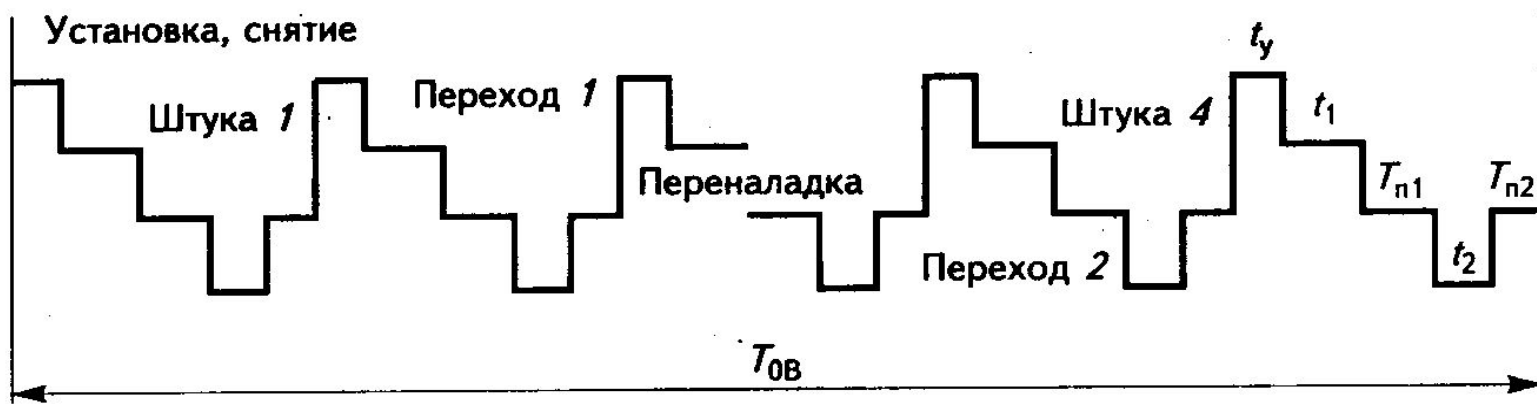 Установка, снятие
t_у
Штука 1
Переход 1
Штука 4
t_1
Переналадка
T_п1
T_п2
Переход 2
t_2
T_0В